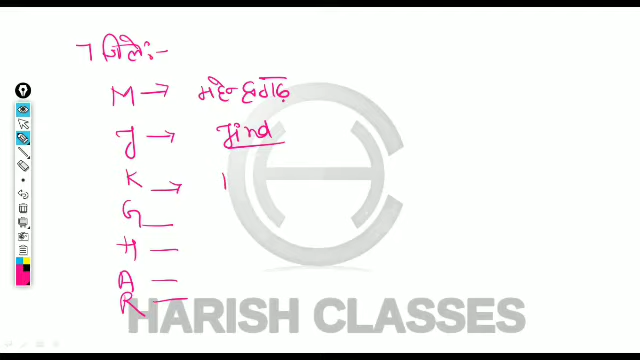 7 जिले:-
M → महेन्द्रगढ़
J → Jind
K →
G —
H —
A —
R —
HARISH CLASSES